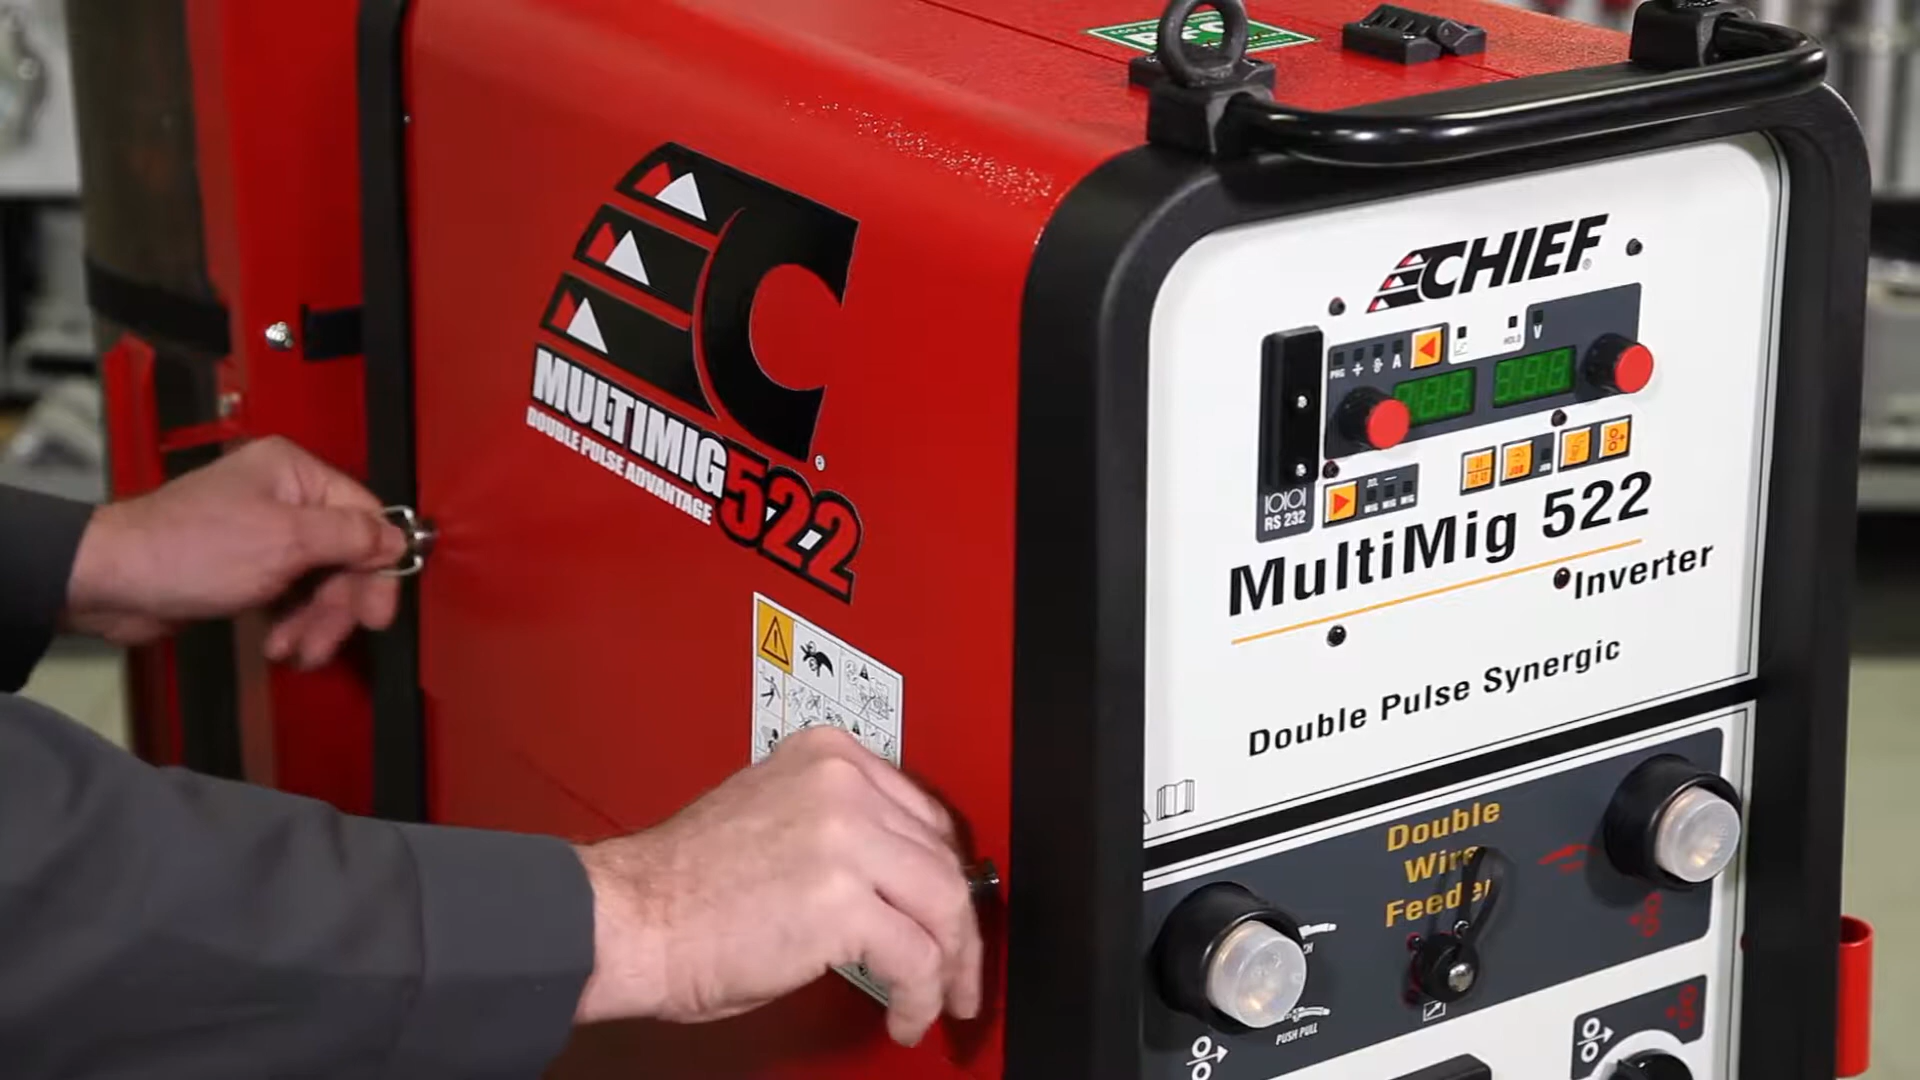 MULTIMIG 522
DOUBLE PULSE ADVANTAGE
CHIEF
PRG
A
HOLD
V
JOB
JOB
RS 232
MIG MIG MIG
MultiMig 522
Inverter
Double Pulse Synergic
Double
Wire
Feeder
PUSH PULL